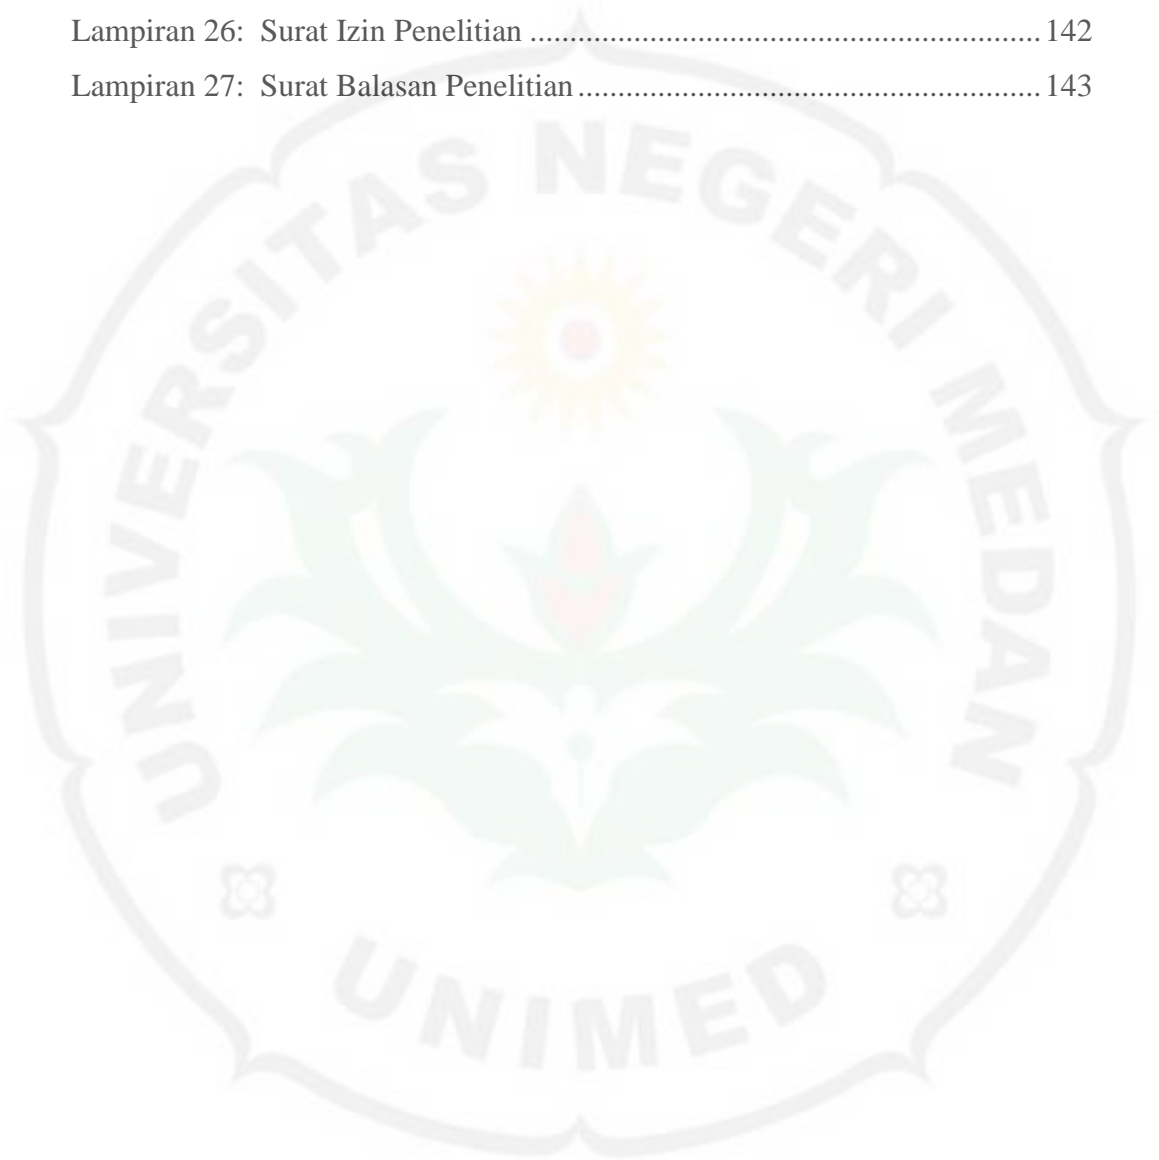 Lampiran 26: Surat Izin Penelitian ................................................................ 142
Lampiran 27: Surat Balasan Penelitian .......................................................... 143
UNIVERSITAS NEGERI MEDAN
UNIMED